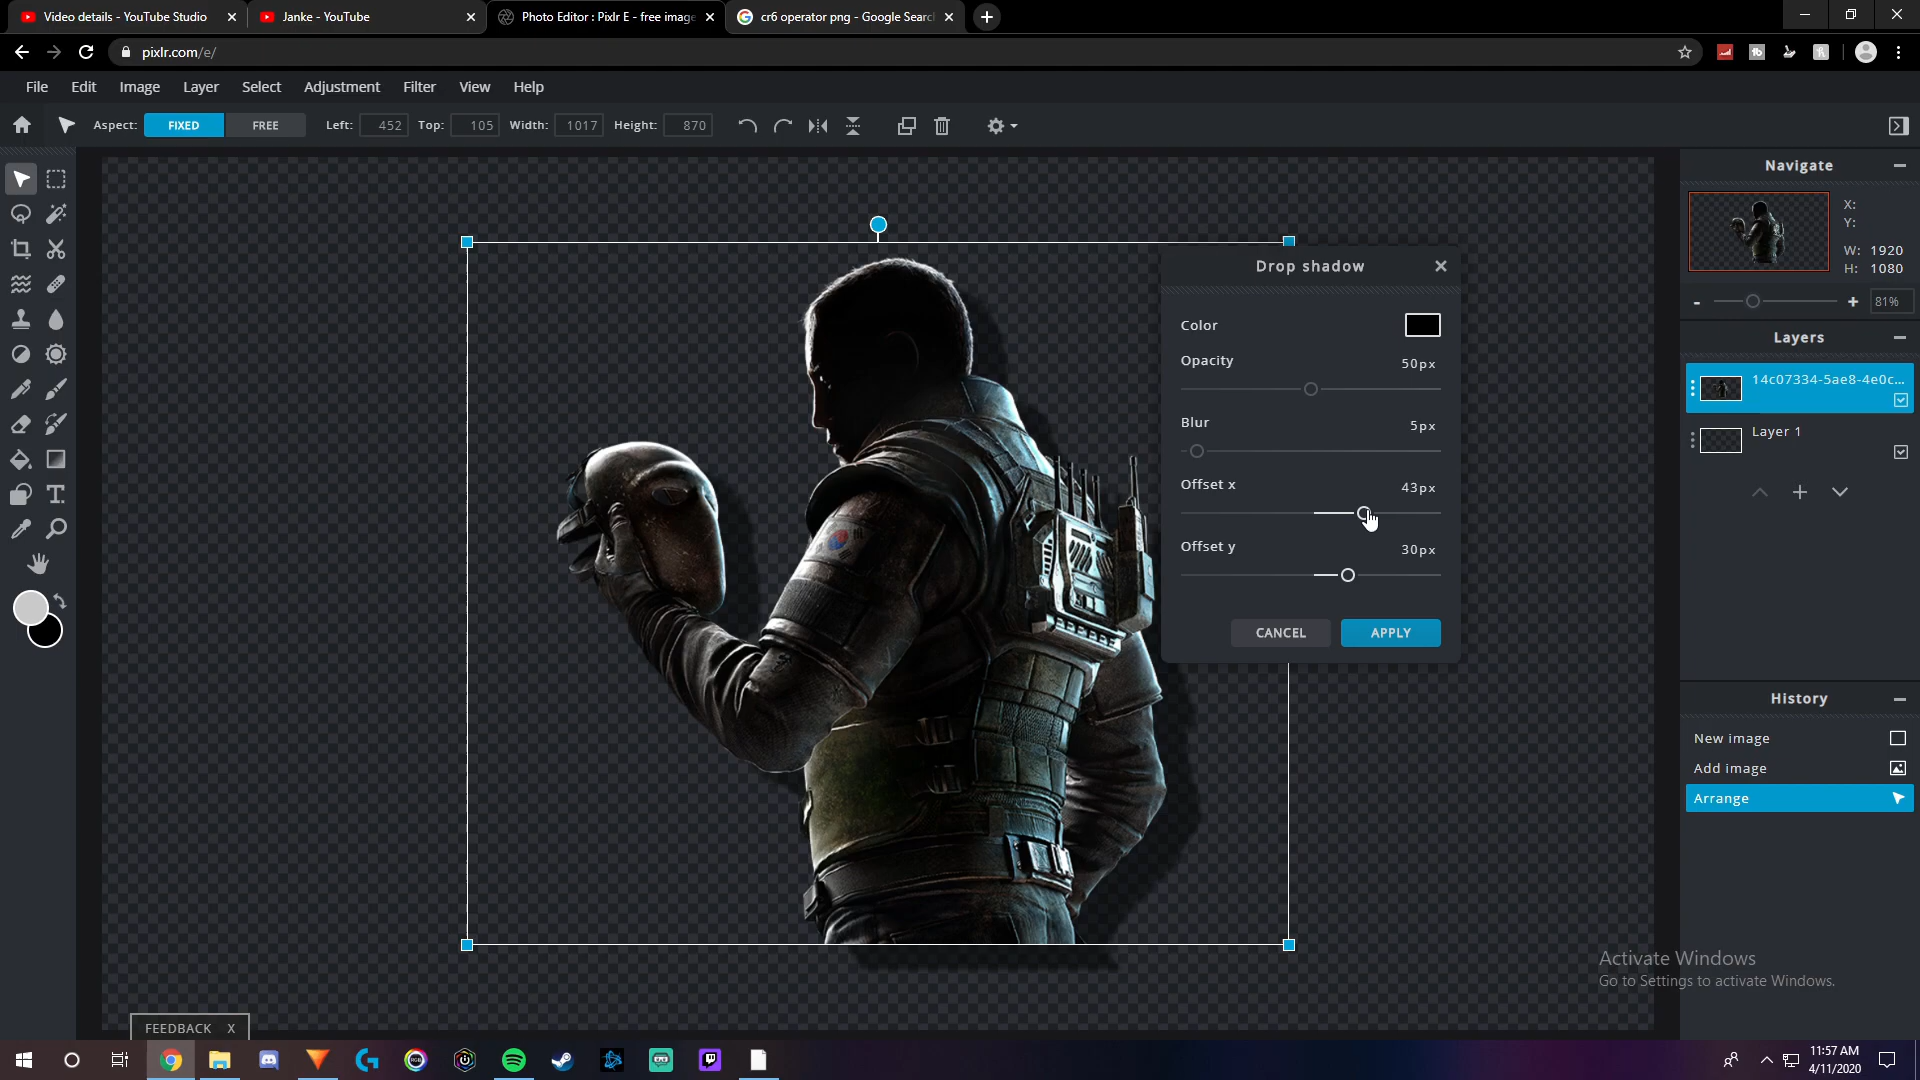 Video details - YouTube Studio
Janke - YouTube
Photo Editor : Pixlr E - free image
cr6 operator png - Google Search
pixlr.com/e/
File Edit Image Layer Select Adjustment Filter View Help
Aspect: FIXED FREE Left: 452 Top: 105 Width: 1017 Height: 870
Navigate
X:
Y:
W: 1920
H: 1080
81%
Layers
14c07334-5ae8-4e0c...
Layer 1
Drop shadow
Color
Opacity 50px
Blur 5px
Offset x 43px
Offset y 30px
CANCEL APPLY
History
New image
Add image
Arrange
Activate Windows
Go to Settings to activate Windows.
FEEDBACK X
11:57 AM
4/11/2020